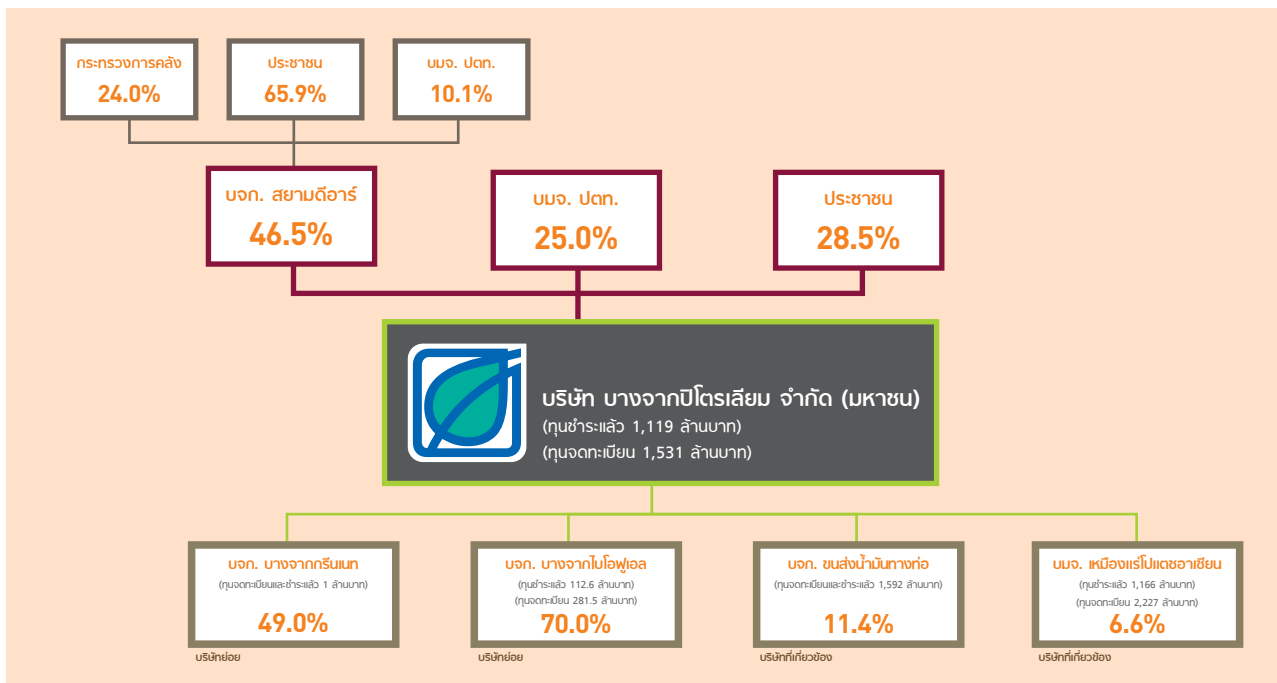 กระทรวงการคลัง
24.0%
ประชาชน
65.9%
บมจ. ปตท.
10.1%
บจก. สยามดีอาร์
46.5%
บมจ. ปตท.
25.0%
ประชาชน
28.5%
บริษัท บางจากปิโตรเลียม จำกัด (มหาชน)
(ทุนชำระแล้ว 1,119 ล้านบาท)
(ทุนจดทะเบียน 1,531 ล้านบาท)
บจก. บางจากกรีนเนท
(ทุนจดทะเบียนและชำระแล้ว 1 ล้านบาท)
49.0%
บริษัทย่อย
บจก. บางจากไบโอฟูเอล
(ทุนชำระแล้ว 112.6 ล้านบาท)
(ทุนจดทะเบียน 281.5 ล้านบาท)
70.0%
บริษัทย่อย
บจก. ขนส่งน้ำมันทางท่อ
(ทุนจดทะเบียนและชำระแล้ว 1,592 ล้านบาท)
11.4%
บริษัทที่เกี่ยวข้อง
บมจ. เหมืองแร่โปแตชอาเซียน
(ทุนชำระแล้ว 1,166 ล้านบาท)
(ทุนจดทะเบียน 2,227 ล้านบาท)
6.6%
บริษัทที่เกี่ยวข้อง